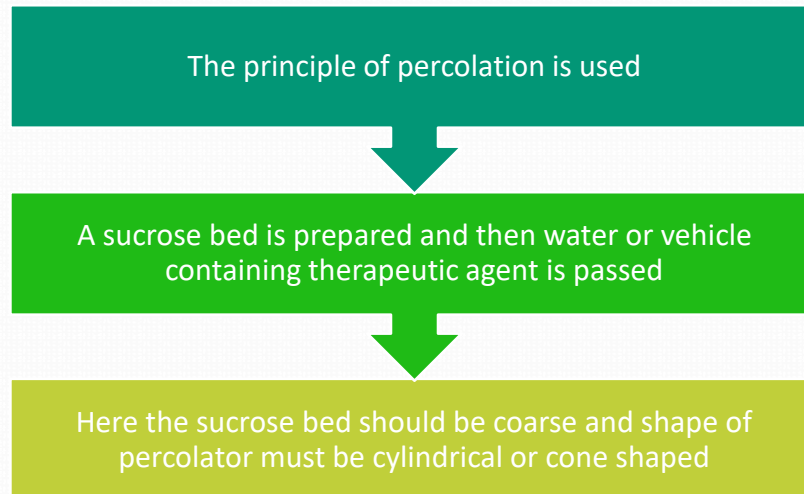 The principle of percolation is used
A sucrose bed is prepared and then water or vehicle
containing therapeutic agent is passed
Here the sucrose bed should be coarse and shape of
percolator must be cylindrical or cone shaped